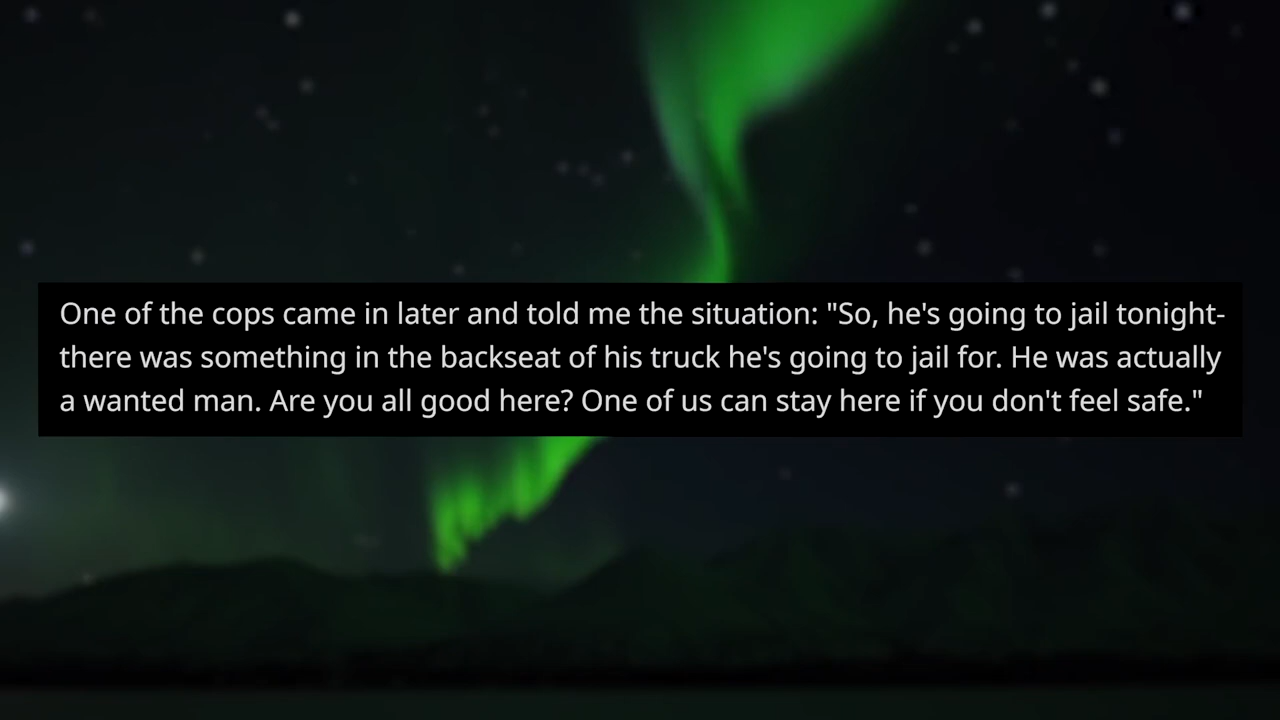 One of the cops came in later and told me the situation: "So, he's going to jail tonight-
there was something in the backseat of his truck he's going to jail for. He was actually
a wanted man. Are you all good here? One of us can stay here if you don't feel safe."